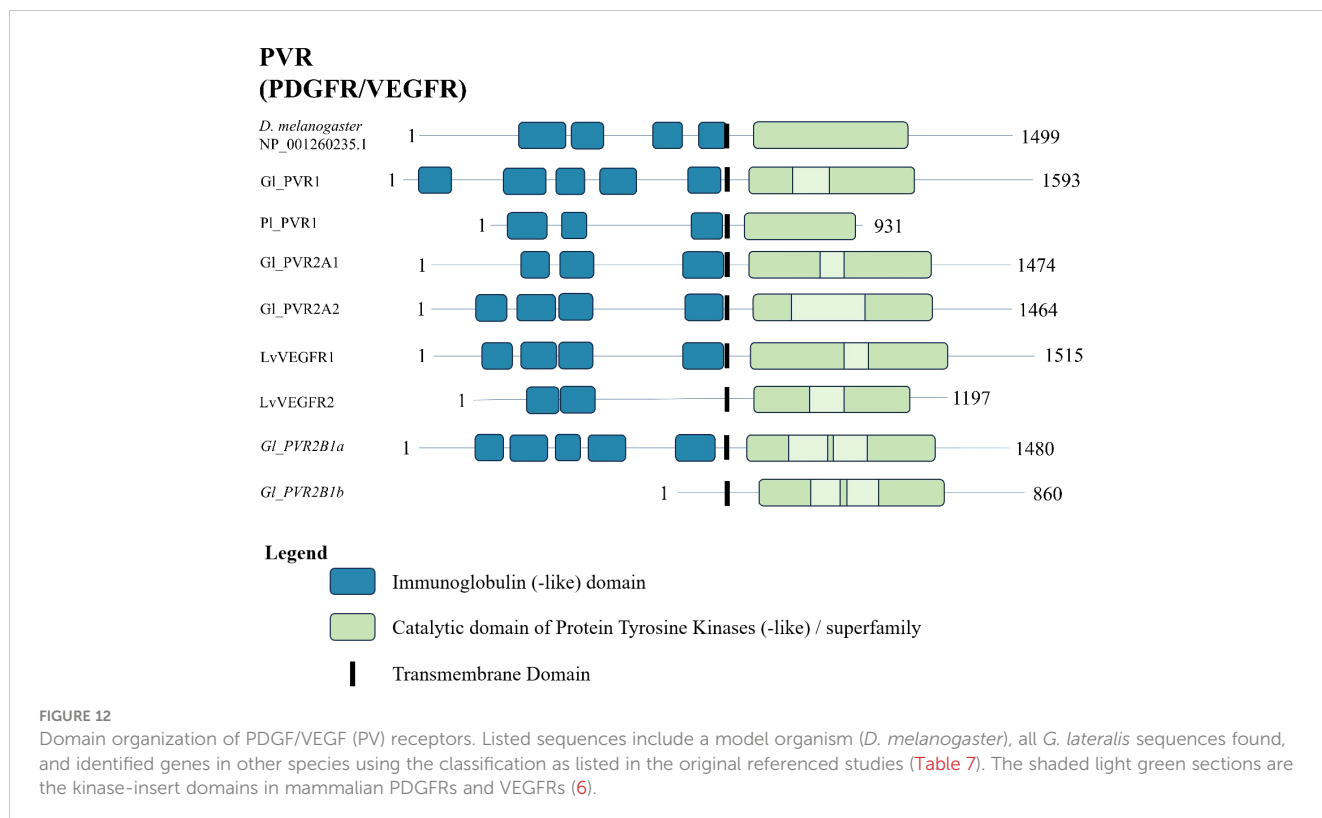 PVR
(PDGFR/VEGFR)
D. melanogaster
NP_001260235.1
1
1499
Gl_PVR1
1
1593
Pl_PVR1
1
931
Gl_PVR2A1
1
1474
Gl_PVR2A2
1
1464
LvVEGFR1
1
1515
LvVEGFR2
1
1197
Gl_PVR2B1a
1
1480
Gl_PVR2B1b
1
860
Legend
Immunoglobulin (-like) domain
Catalytic domain of Protein Tyrosine Kinases (-like) / superfamily
Transmembrane Domain
FIGURE 12
Domain organization of PDGF/VEGF (PV) receptors. Listed sequences include a model organism (D. melanogaster), all G. lateralis sequences found,
and identified genes in other species using the classification as listed in the original referenced studies (Table 7). The shaded light green sections are
the kinase-insert domains in mammalian PDGFRs and VEGFRs (6).